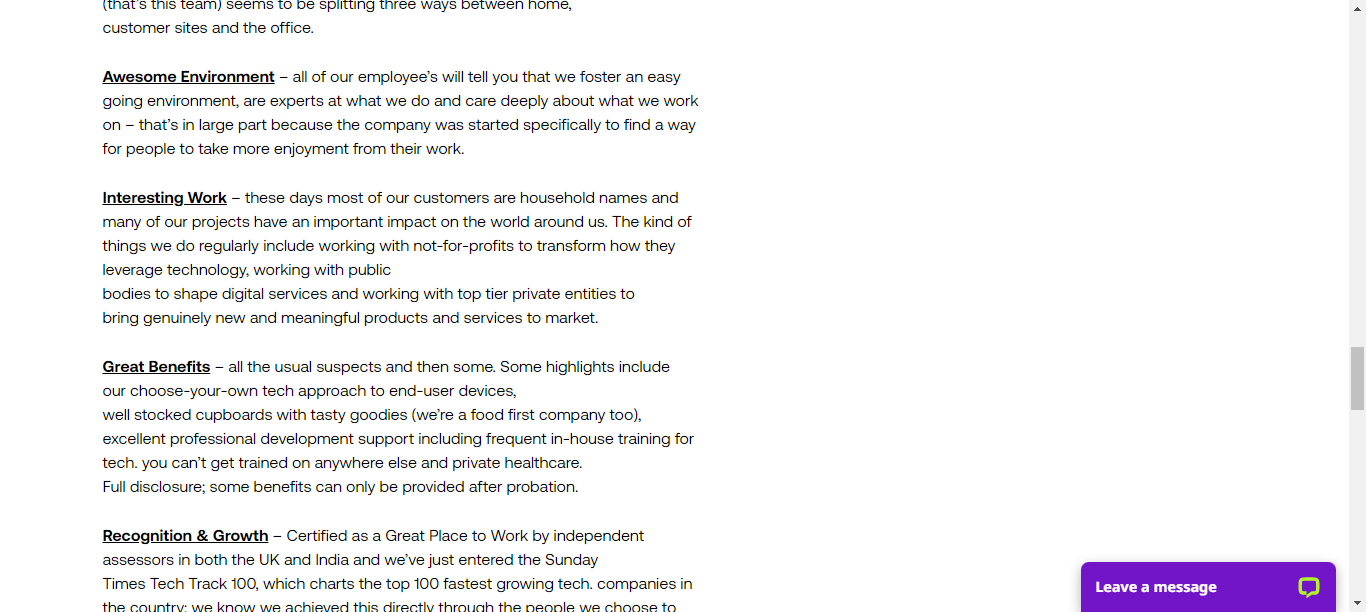 (that's this team) seems to be splitting three ways between home,
customer sites and the office.
Awesome Environment – all of our employee's will tell you that we foster an easy
going environment, are experts at what we do and care deeply about what we work
on – that's in large part because the company was started specifically to find a way
for people to take more enjoyment from their work.
Interesting Work – these days most of our customers are household names and
many of our projects have an important impact on the world around us. The kind of
things we do regularly include working with not-for-profits to transform how they
leverage technology, working with public
bodies to shape digital services and working with top tier private entities to
bring genuinely new and meaningful products and services to market.
Great Benefits – all the usual suspects and then some. Some highlights include
our choose-your-own tech approach to end-user devices,
well stocked cupboards with tasty goodies (we're a food first company too),
excellent professional development support including frequent in-house training for
tech. you can't get trained on anywhere else and private healthcare.
Full disclosure; some benefits can only be provided after probation.
Recognition & Growth – Certified as a Great Place to Work by independent
assessors in both the UK and India and we've just entered the Sunday
Times Tech Track 100, which charts the top 100 fastest growing tech. companies in
the country; we know we achieved this directly through the people we choose to
Leave a message